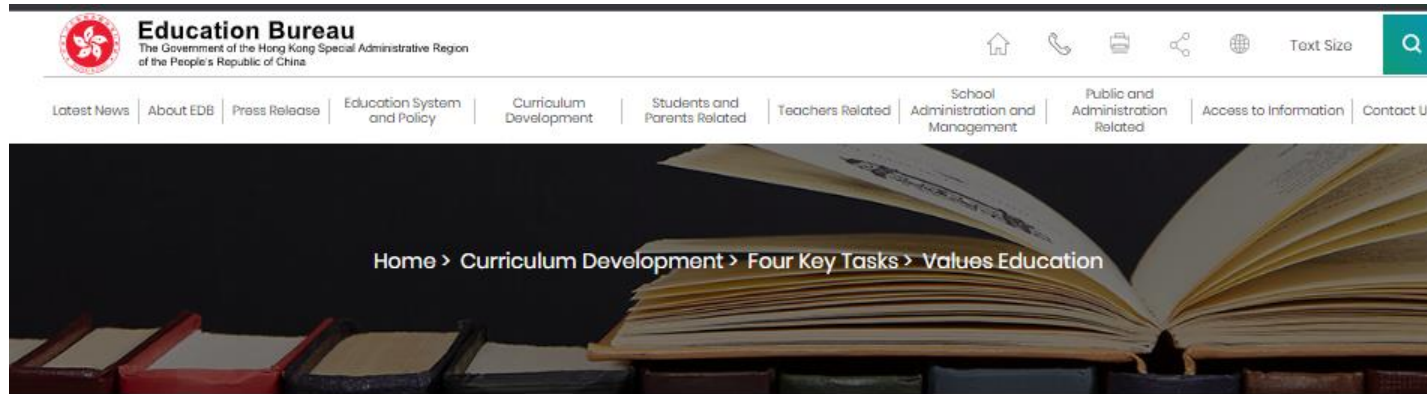 Education Bureau
The Government of the Hong Kong Special Administrative Region
of the People's Republic of China
Text Size
Latest News
About EDB
Press Release
Education System
and Policy
Curriculum
Development
Students and
Parents Related
Teachers Related
School
Administration and
Management
Public and
Administration
Related
Access to Information
Contact U
Home > Curriculum Development > Four Key Tasks > Values Education